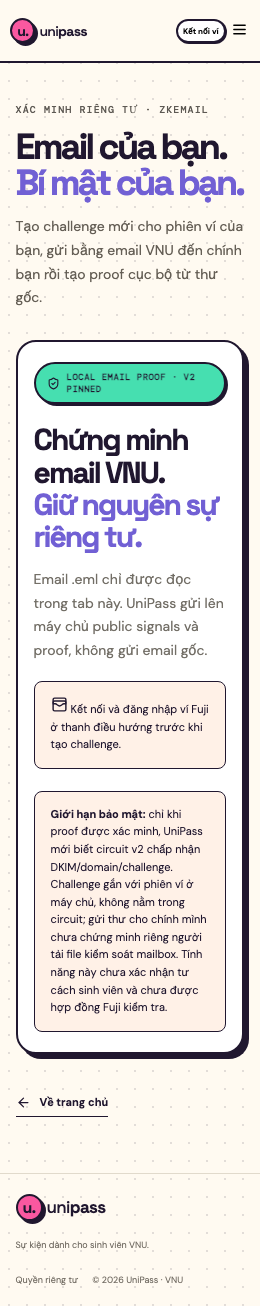 u. unipass
Kết nối ví
XÁC MINH RIÊNG TƯ · ZKEMAIL
Email của bạn.
Bí mật của bạn.
Tạo challenge mới cho phiên ví của
bạn, gửi bằng email VNU đến chính
bạn rồi tạo proof cục bộ từ thư
gốc.
LOCAL EMAIL PROOF · V2
PINNED
Chứng minh
email VNU.
Giữ nguyên sự
riêng tư.
Email .eml chỉ được đọc
trong tab này. UniPass gửi lên
máy chủ public signals và
proof, không gửi email gốc.
Kết nối và đăng nhập ví Fuji
ở thanh điều hướng trước khi
tạo challenge.
Giới hạn bảo mật: chỉ khi
proof được xác minh, UniPass
mới biết circuit v2 chấp nhận
DKIM/domain/challenge.
Challenge gắn với phiên ví ở
máy chủ, không nằm trong
circuit; gửi thư cho chính mình
chưa chứng minh riêng người
tải file kiểm soát mailbox. Tính
năng này chưa xác nhận tư
cách sinh viên và chưa được
hợp đồng Fuji kiểm tra.
← Về trang chủ
u. unipass
Sự kiện dành cho sinh viên VNU.
Quyền riêng tư © 2026 UniPass · VNU